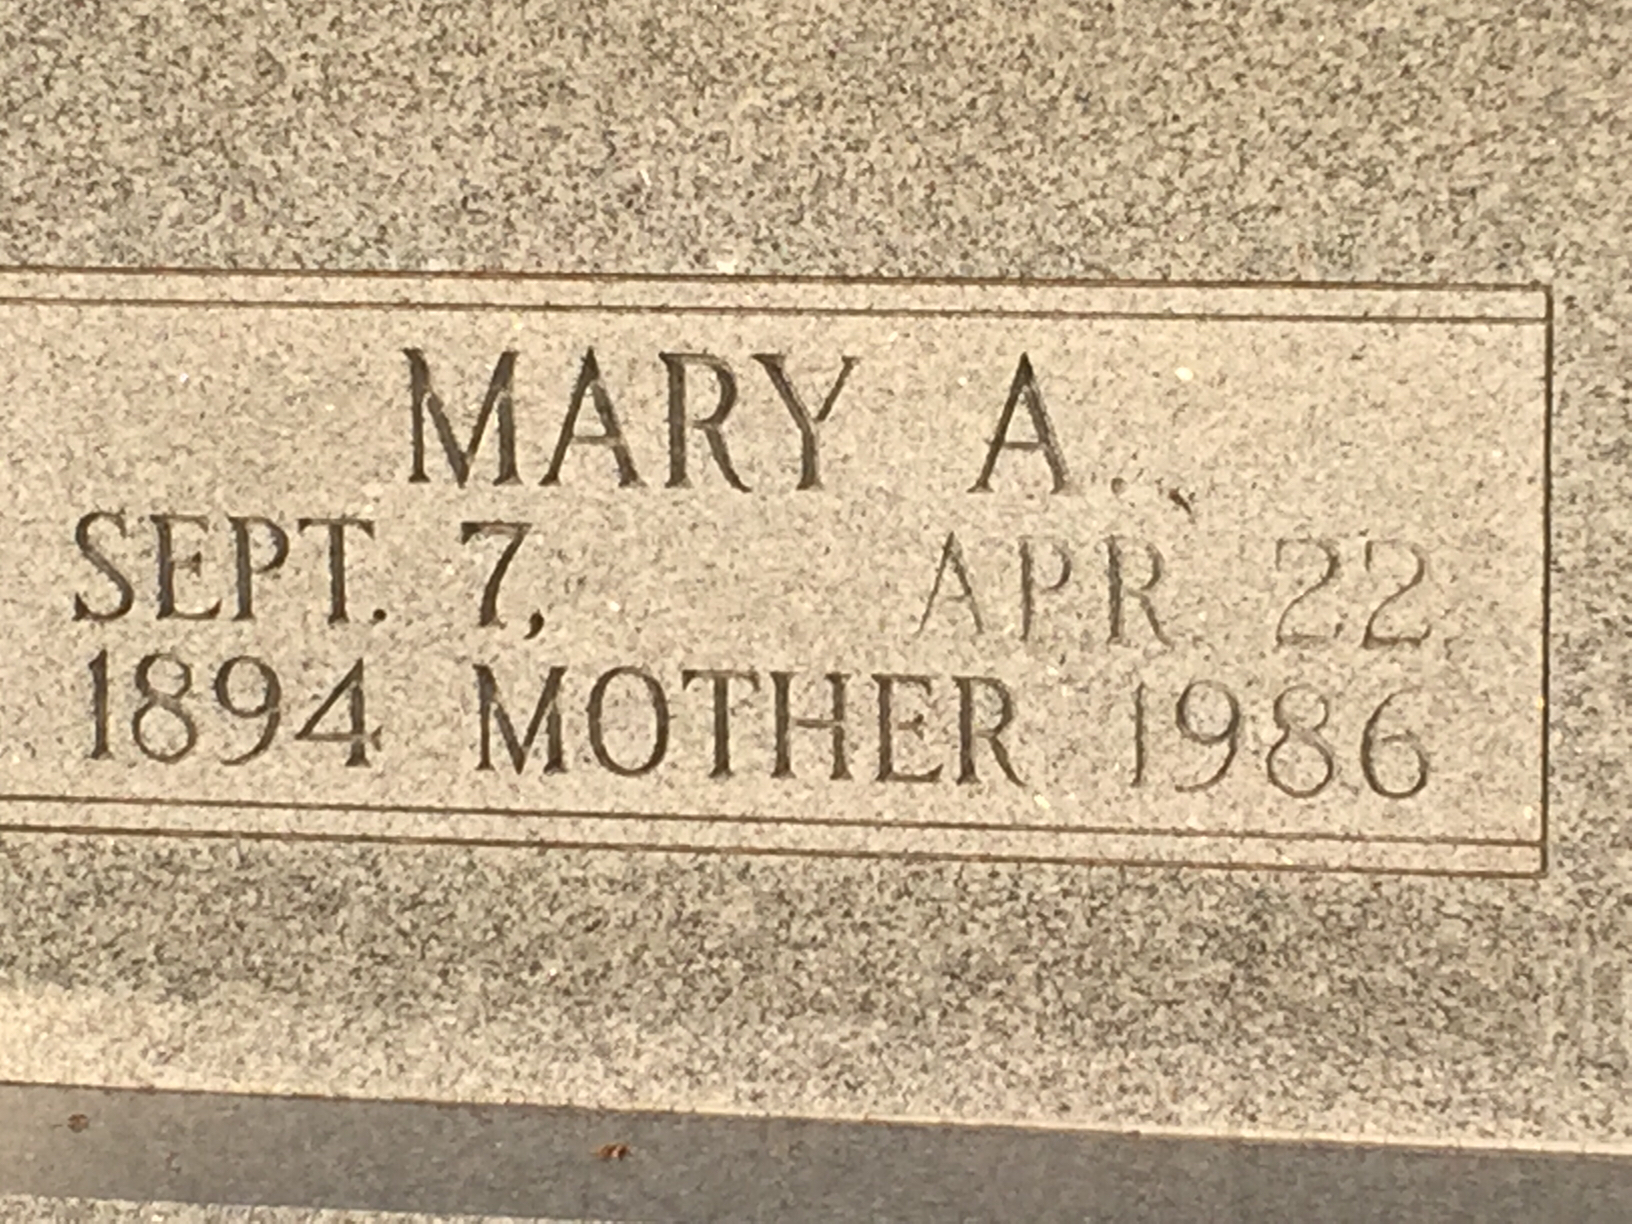 MARY A.
SEPT. 7, APR. 22,
1894 MOTHER 1986